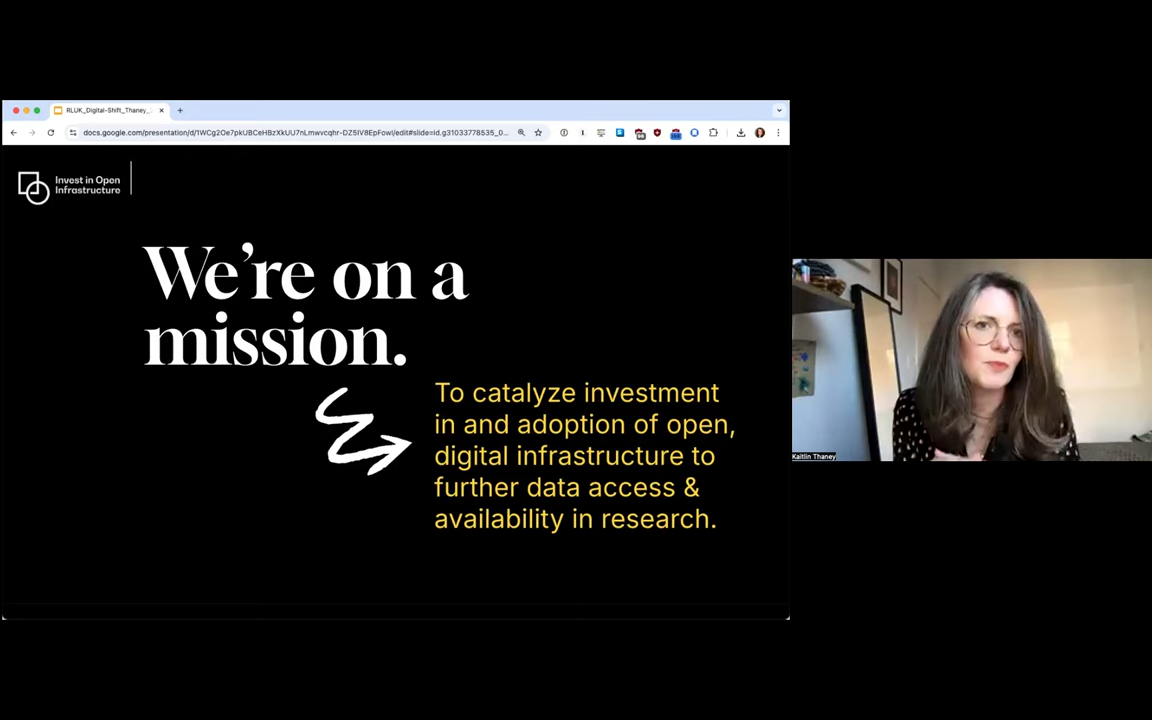 RLUK_Digital-Shift_Thaney_
Invest in Open
Infrastructure
We're on a
mission.
To catalyze investment
in and adoption of open,
digital infrastructure to
further data access &
availability in research.
Kaitlin Thaney